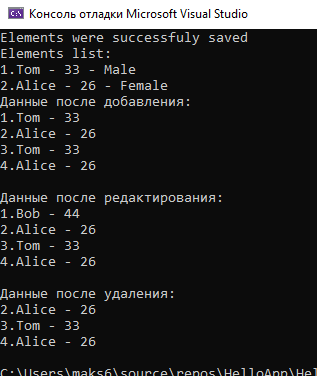 Консоль отладки Microsoft Visual Studio
Elements were successfuly saved
Elements list:
1.Tom - 33 - Male
2.Alice - 26 - Female
Данные после добавления:
1.Tom - 33
2.Alice - 26
3.Tom - 33
4.Alice - 26
Данные после редактирования:
1.Bob - 44
2.Alice - 26
3.Tom - 33
4.Alice - 26
Данные после удаления:
2.Alice - 26
3.Tom - 33
4.Alice - 26
C:\Users\maks6\source\repos\HelloApp\Hel